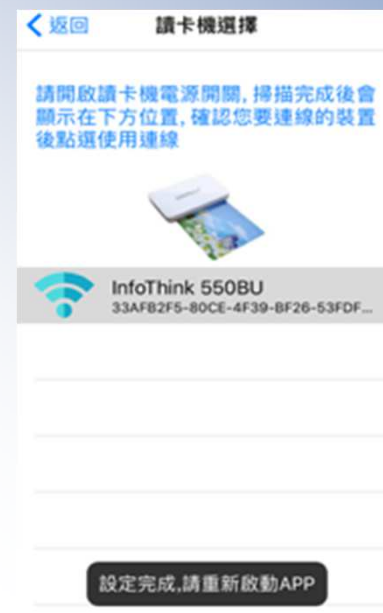 返回
讀卡機選擇
請開啟讀卡機電源開關,掃描完成後會
顯示在下方位置,確認您要連線的裝置
後點選使用連線
InfoThink 550BU
33AFB2F5-80CE-4F39-BF26-53FDF...
設定完成,請重新啟動APP